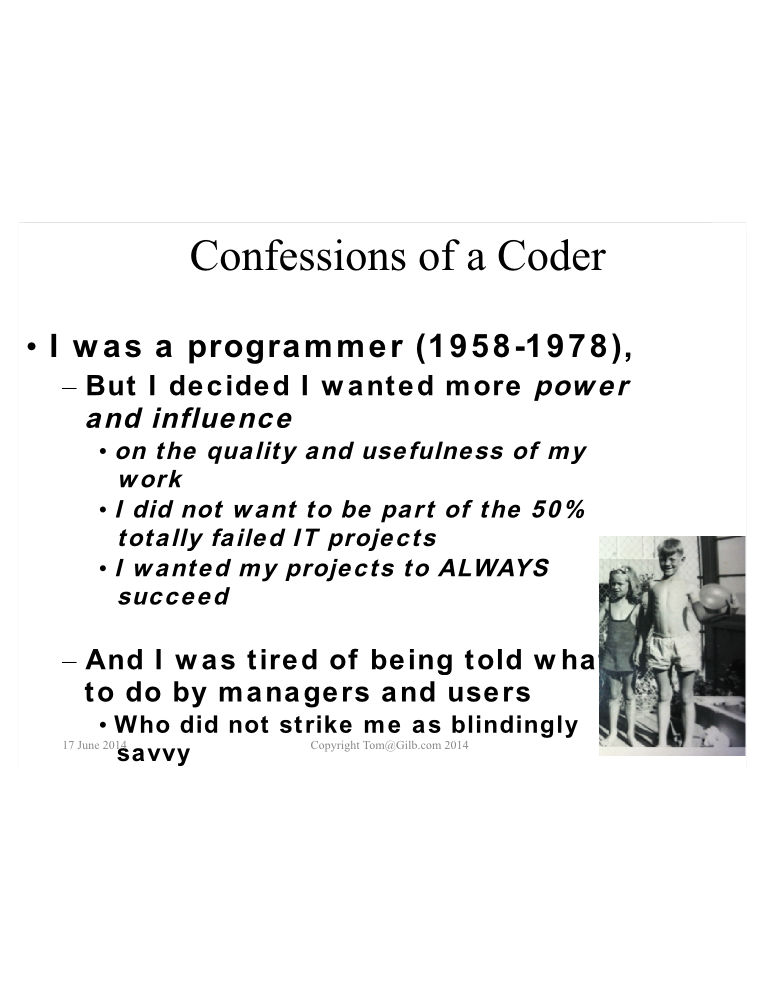 Confessions of a Coder
• I was a programmer (1958-1978),
– But I decided I wanted more power
and influence
• on the quality and usefulness of my
work
• I did not want to be part of the 50%
totally failed IT projects
• I wanted my projects to ALWAYS
succeed
– And I was tired of being told wha
to do by managers and users
• Who did not strike me as blindingly
savvy
17 June 2014
Copyright Tom@Gilb.com 2014